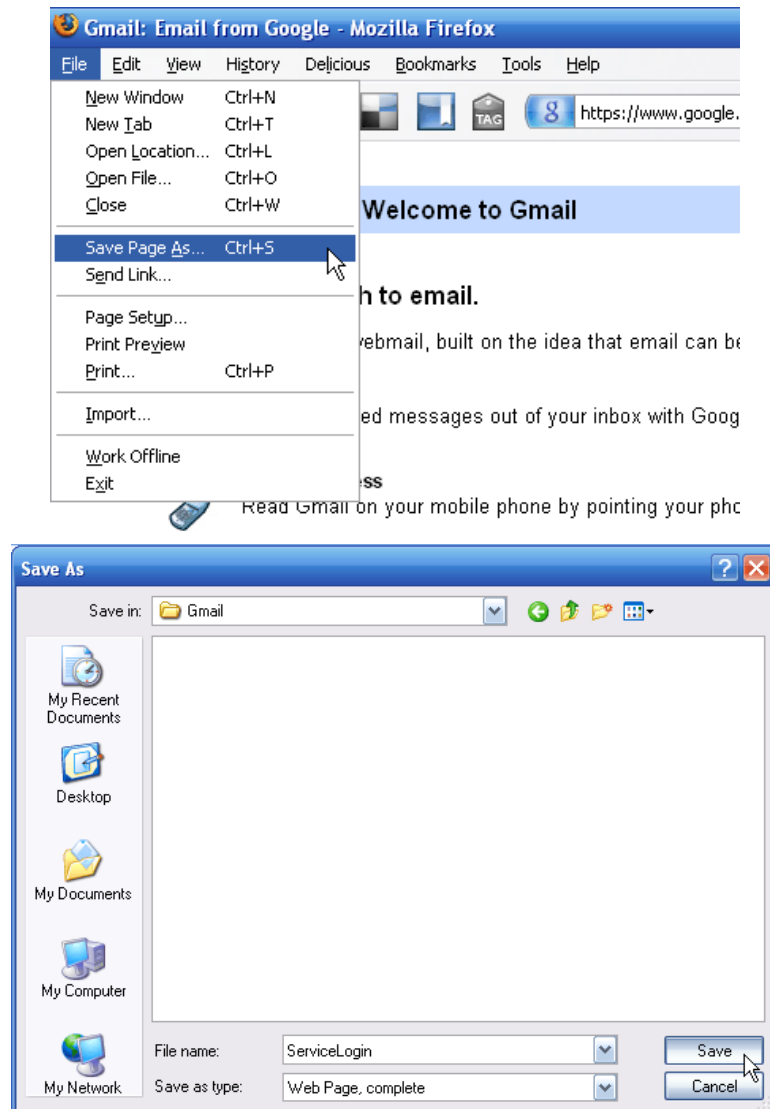 Gmail: Email from Google - Mozilla Firefox
File Edit View History Delicious Bookmarks Tools Help
New Window Ctrl+N
New Tab Ctrl+T
TAG
g https://www.google.
Open Location... Ctrl+L
Open File... Ctrl+O
Close Ctrl+W
Welcome to Gmail
Save Page As... Ctrl+S
Send Link...
h to email.
Page Setup...
Print Preview
ebmail, built on the idea that email can be
Print... Ctrl+P
Import...
ed messages out of your inbox with Goog
Work Offline
Exit
ss
Read Gmail on your mobile phone by pointing your pho
Save As
Save in: Gmail
My Recent
Documents
Desktop
My Documents
My Computer
My Network
File name: ServiceLogin Save
Save as type: Web Page, complete Cancel